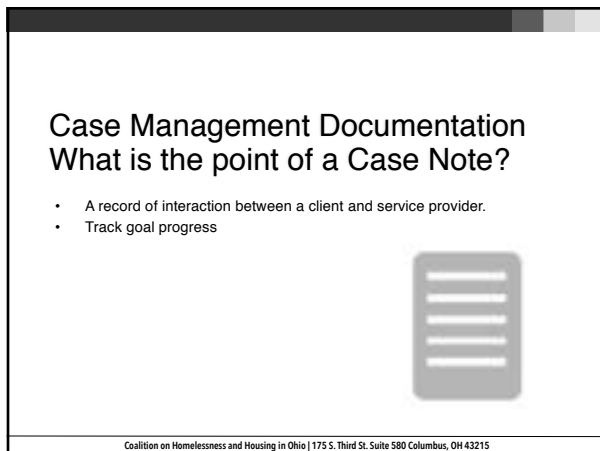 Case Management Documentation
What is the point of a Case Note?
• A record of interaction between a client and service provider.
• Track goal progress
Coalition on Homelessness and Housing in Ohio | 175 S. Third St. Suite 580 Columbus, OH 43215